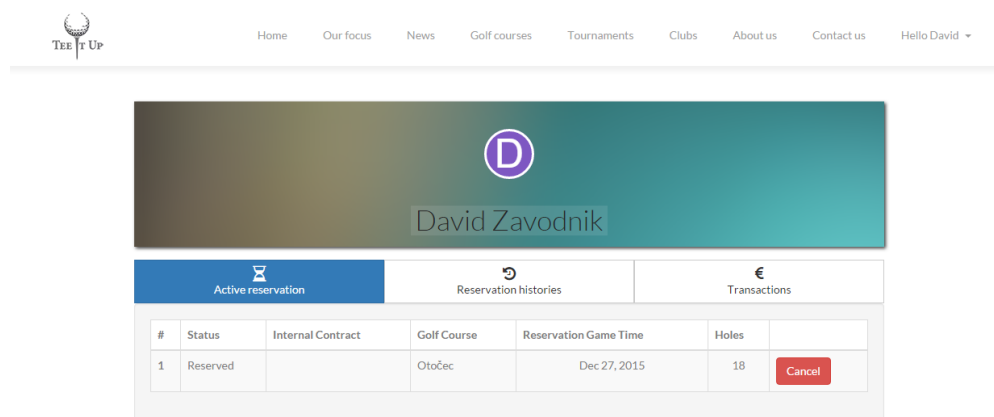 TEE IT UP
Home Our focus News Golf courses Tournaments Clubs About us Contact us Hello David
D
David Zavodnik
Active reservation Reservation histories € Transactions
# Status Internal Contract Golf Course Reservation Game Time Holes
1 Reserved Otočec Dec 27, 2015 18 Cancel